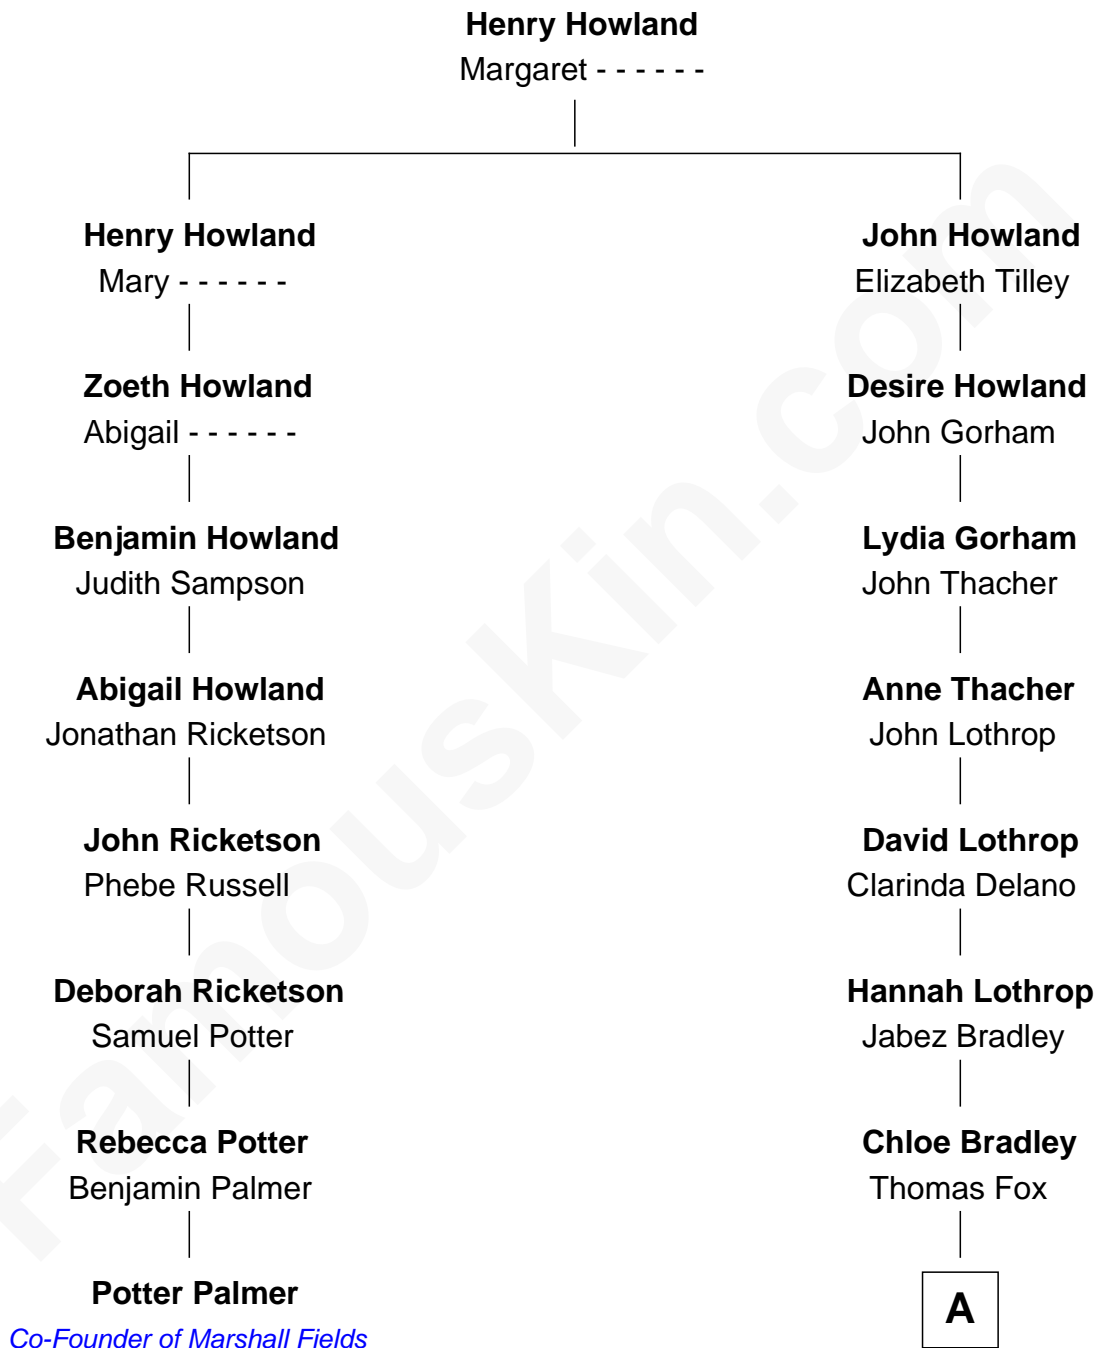 Henry Howland
Margaret - - - - - -
Henry Howland
Mary - - - - - -
John Howland
Elizabeth Tilley
Zoeth Howland
Abigail - - - - - -
Desire Howland
John Gorham
Benjamin Howland
Judith Sampson
Lydia Gorham
John Thacher
Abigail Howland
Jonathan Ricketson
Anne Thacher
John Lothrop
John Ricketson
Phebe Russell
David Lothrop
Clarinda Delano
Deborah Ricketson
Samuel Potter
Hannah Lothrop
Jabez Bradley
Rebecca Potter
Benjamin Palmer
Chloe Bradley
Thomas Fox
Potter Palmer
Co-Founder of Marshall Fields
A
FamousKin.com